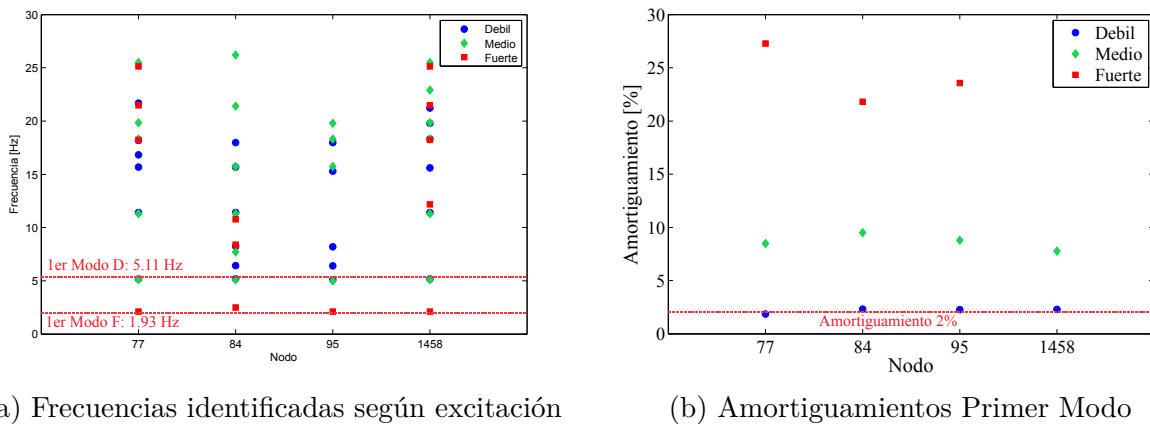 30
25
20
15
10
5
0
Frecuencia [Hz]
Debil
Medio
Fuerte
1er Modo D: 5.11 Hz
1er Modo F: 1.93 Hz
77
84
95
1458
Nodo
a) Frecuencias identificadas según excitación
30
25
20
15
10
5
0
Amortiguamiento [%]
Debil
Medio
Fuerte
Amortiguamiento 2%
77
84
95
1458
Nodo
(b) Amortiguamientos Primer Modo